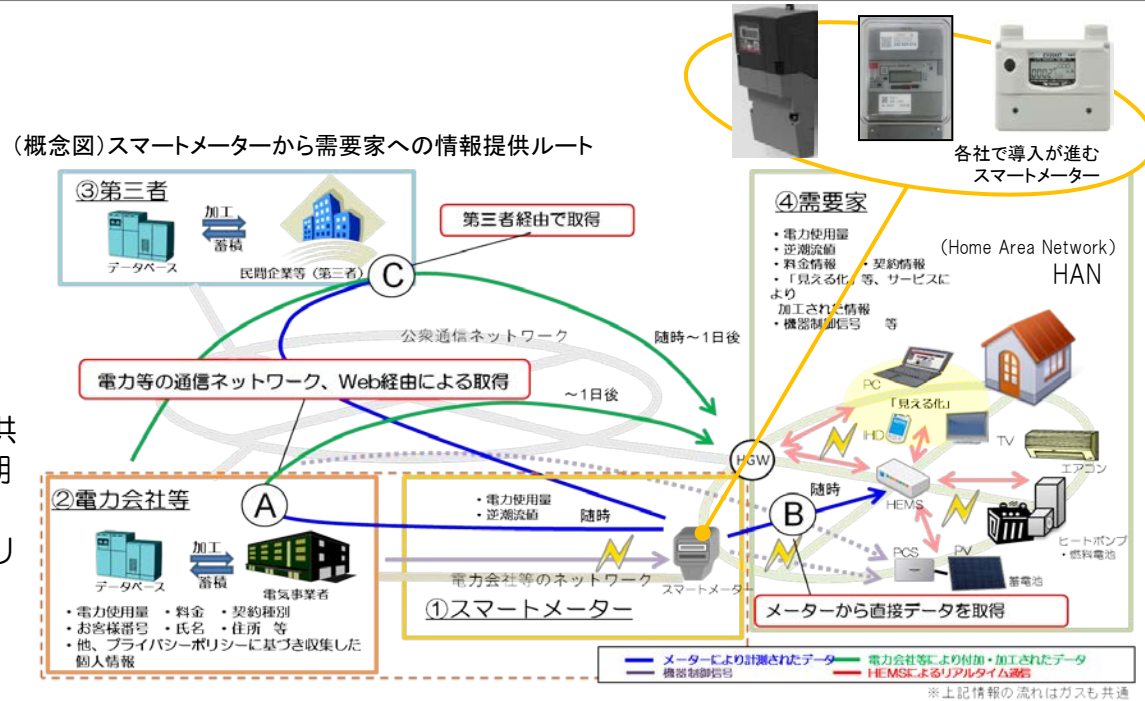 (概念図)スマートメーターから需要家への情報提供ルート
各社で導入が進む
スマートメーター
③第三者
加工
蓄積
データベース
民間企業等(第三者)
第三者経由で取得
C
公衆通信ネットワーク
随時~1日後
電力等の通信ネットワーク、Web経由による取得
~1日後
共
り
②電力会社等
A
加工
蓄積
データベース
電気事業者
・電力使用量 ・料金 ・契約種別
・お客様番号 ・氏名 ・住所 等
・他、プライバシーポリシーに基づき収集した
個人情報
・電力使用量
・逆潮流値
随時
電力会社等のネットワーク
スマートメーター
①スマートメーター
④需要家
・電力使用量
・逆潮流値
・料金情報 ・契約情報
・「見える化」等、サービスに
より
加工された情報
・機器制御信号 等
(Home Area Network)
HAN
PC
「見える化」
IHD
TV
エアコン
HGW
随時
B
HEMS
ヒートポンプ
・燃料電池
PCS
PV
蓄電池
メーターから直接データを取得
メーターにより計測されたデータ
電力会社等により付加・加工されたデータ
機器制御信号
HEMSによるリアルタイム通信
※上記情報の流れはガスも共通